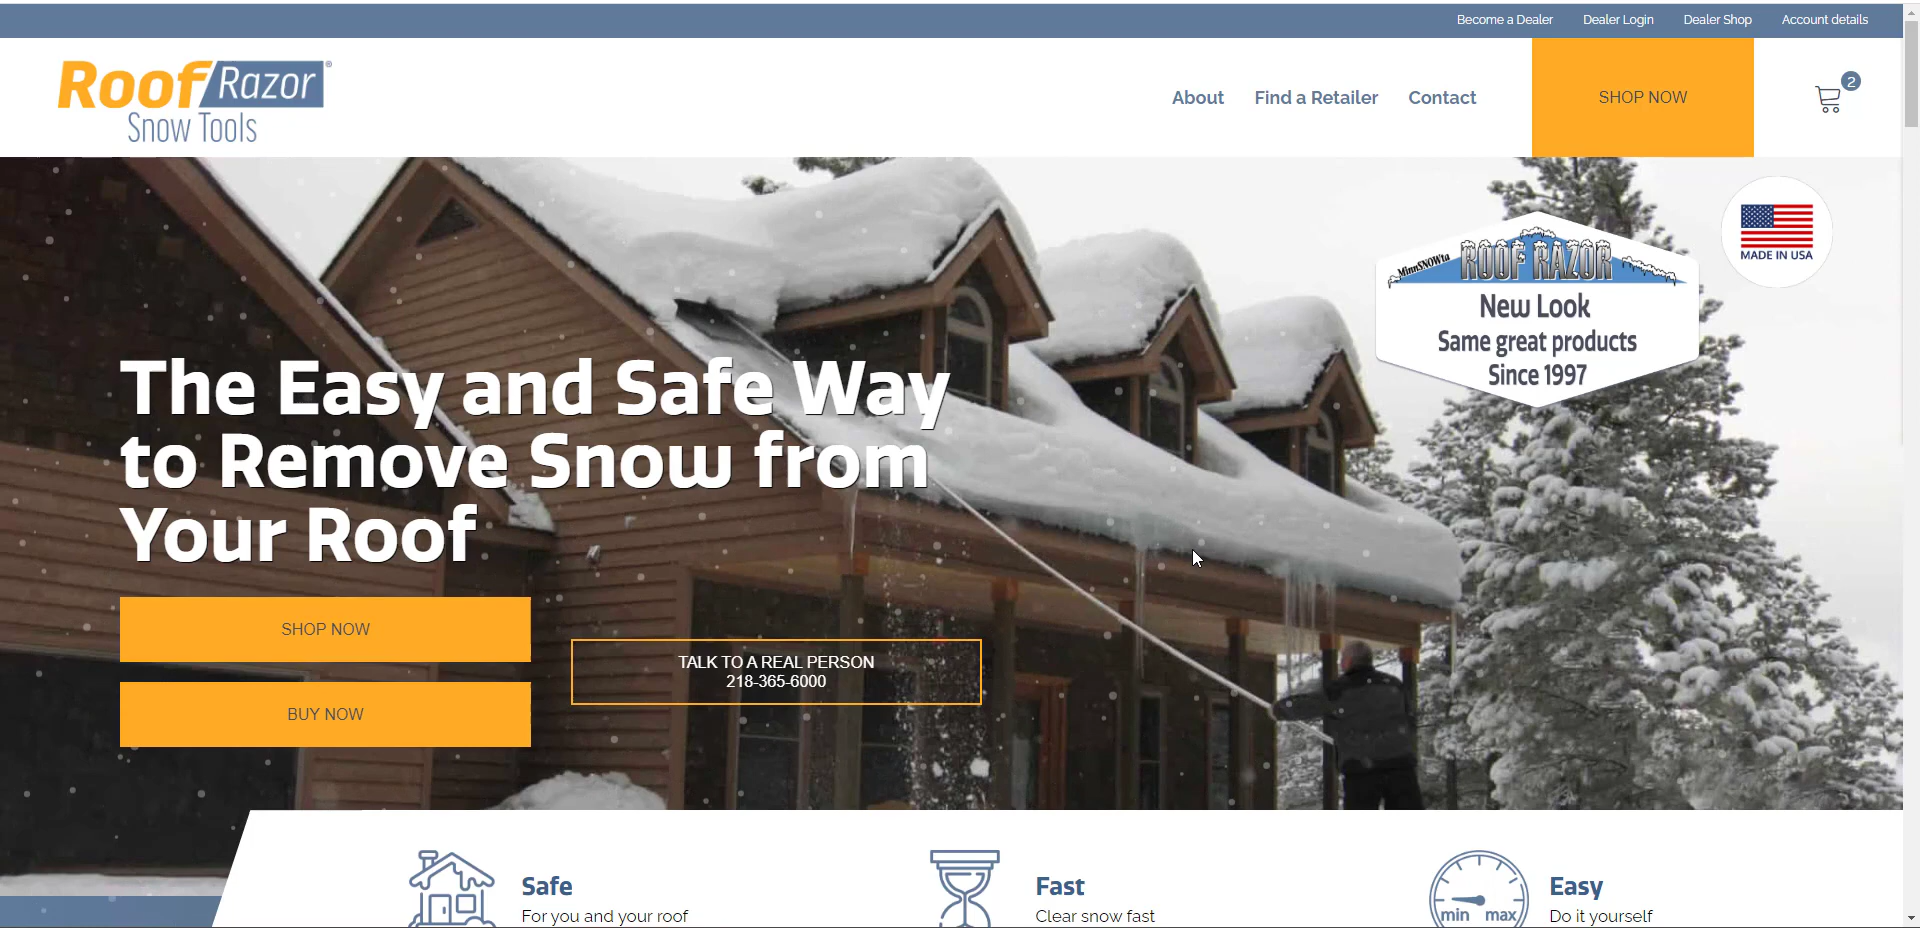 Become a Dealer
Dealer Login
Dealer Shop
Account details
Roof Razor®
Snow Tools
About
Find a Retailer
Contact
SHOP NOW
2
MinnSNOWta
ROOF RAZOR
New Look
Same great products
Since 1997
MADE IN USA
The Easy and Safe Way
to Remove Snow from
Your Roof
SHOP NOW
TALK TO A REAL PERSON
218-365-6000
BUY NOW
Safe
For you and your roof
Fast
Clear snow fast
min max
Easy
Do it yourself